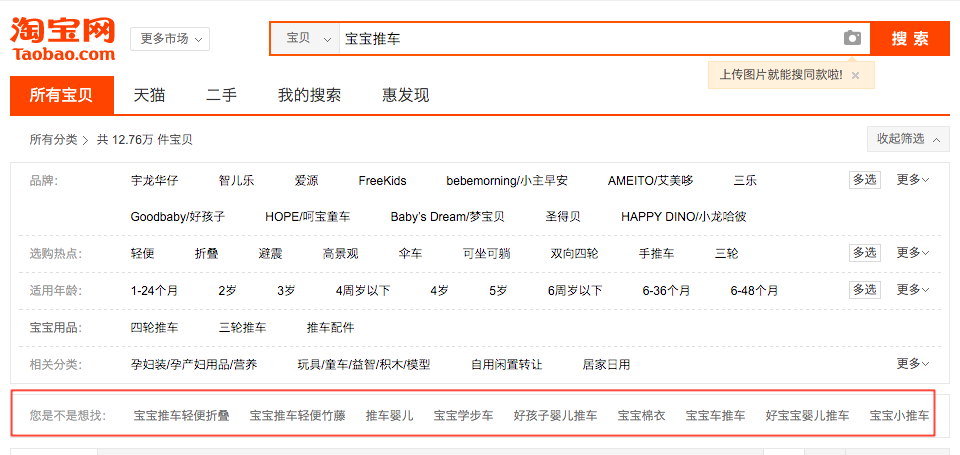 淘宝网
Taobao.com
更多市场
宝贝 宝宝推车 搜索
上传图片就能搜同款啦! ×
所有宝贝 天猫 二手 我的搜索 惠发现
所有分类 > 共 12.76万 件宝贝 收起筛选
品牌: 宇龙华仔 智儿乐 爱源 FreeKids bebemorning/小主早安 AMEITO/艾美哆 三乐 多选 更多
Goodbaby/好孩子 HOPE/呵宝童车 Baby's Dream/梦宝贝 圣得贝 HAPPY DINO/小龙哈彼
选购热点: 轻便 折叠 避震 高景观 伞车 可坐可躺 双向四轮 手推车 三轮 多选 更多
适用年龄: 1-24个月 2岁 3岁 4周岁以下 4岁 5岁 6周岁以下 6-36个月 6-48个月 多选 更多
宝宝用品: 四轮推车 三轮推车 推车配件
相关分类: 孕妇装/孕产妇用品/营养 玩具/童车/益智/积木/模型 自用闲置转让 居家日用 更多
您是不是想找: 宝宝推车轻便折叠 宝宝推车轻便竹藤 推车婴儿 宝宝学步车 好孩子婴儿推车 宝宝棉衣 宝宝车推车 好宝宝婴儿推车 宝宝小推车